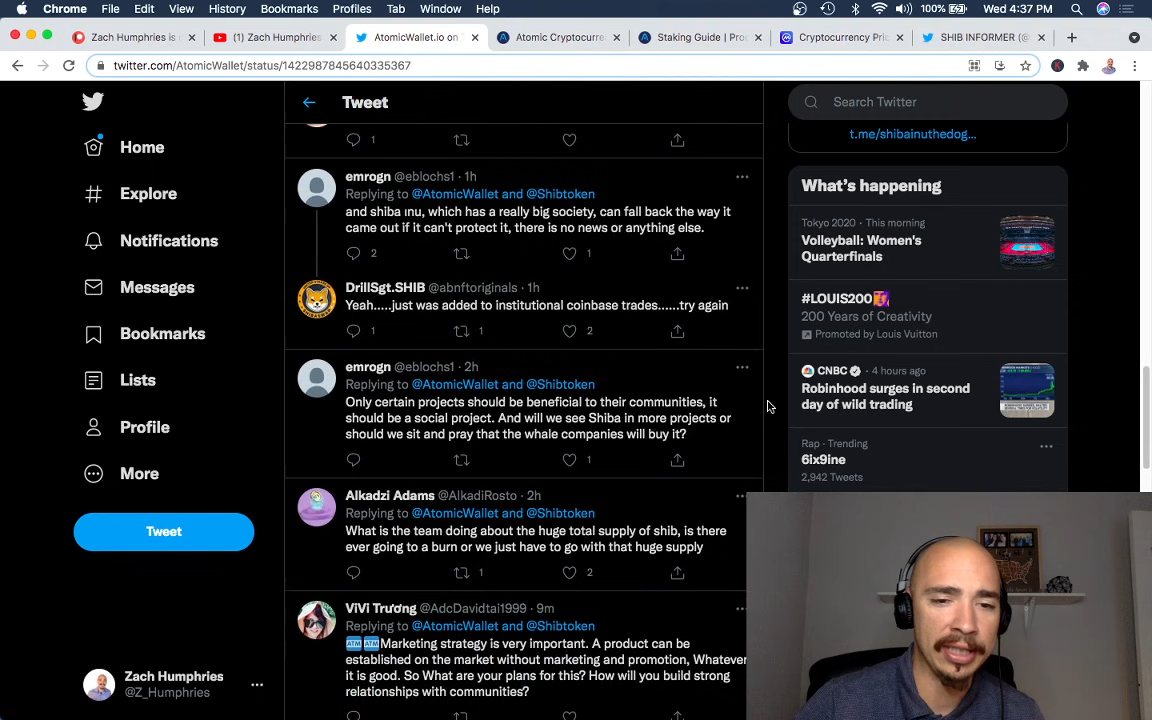 Chrome File Edit View History Bookmarks Profiles Tab Window Help 100% Wed 4:37 PM
Zach Humphries is (1) Zach Humphries AtomicWallet.io on Atomic Cryptocurre Staking Guide | Pro Cryptocurrency Pric SHIB INFORMER (@
twitter.com/AtomicWallet/status/1422987845640335367
Tweet
Search Twitter
t.me/shibainuthedog...
Home
Explore
Notifications
Messages
Bookmarks
Lists
Profile
More
Tweet
Zach Humphries
@Z_Humphries
1
emrogn @eblochs1 · 1h
Replying to @AtomicWallet and @Shibtoken
and shiba ınu, which has a really big society, can fall back the way it
came out if it can't protect it, there is no news or anything else.
2 1
DrillSgt.SHIB @abnftoriginals · 1h
Yeah.....just was added to institutional coinbase trades......try again
1 1 2
emrogn @eblochs1 · 2h
Replying to @AtomicWallet and @Shibtoken
Only certain projects should be beneficial to their communities, it
should be a social project. And will we see Shiba in more projects or
should we sit and pray that the whale companies will buy it?
1
Alkadzi Adams @AlkadiRosto · 2h
Replying to @AtomicWallet and @Shibtoken
What is the team doing about the huge total supply of shib, is there
ever going to a burn or we just have to go with that huge supply
1 2
ViVi Trương @AdcDavidtai1999 · 9m
Replying to @AtomicWallet and @Shibtoken
🏧🏧Marketing strategy is very important. A product can be
established on the market without marketing and promotion, Whatever
it is good. So What are your plans for this? How will you build strong
relationships with communities?
What's happening
Tokyo 2020 · This morning
Volleyball: Women's
Quarterfinals
#LOUIS200
200 Years of Creativity
Promoted by Louis Vuitton
CNBC · 4 hours ago
Robinhood surges in second
day of wild trading
Rap · Trending
6ix9ine
2,942 Tweets